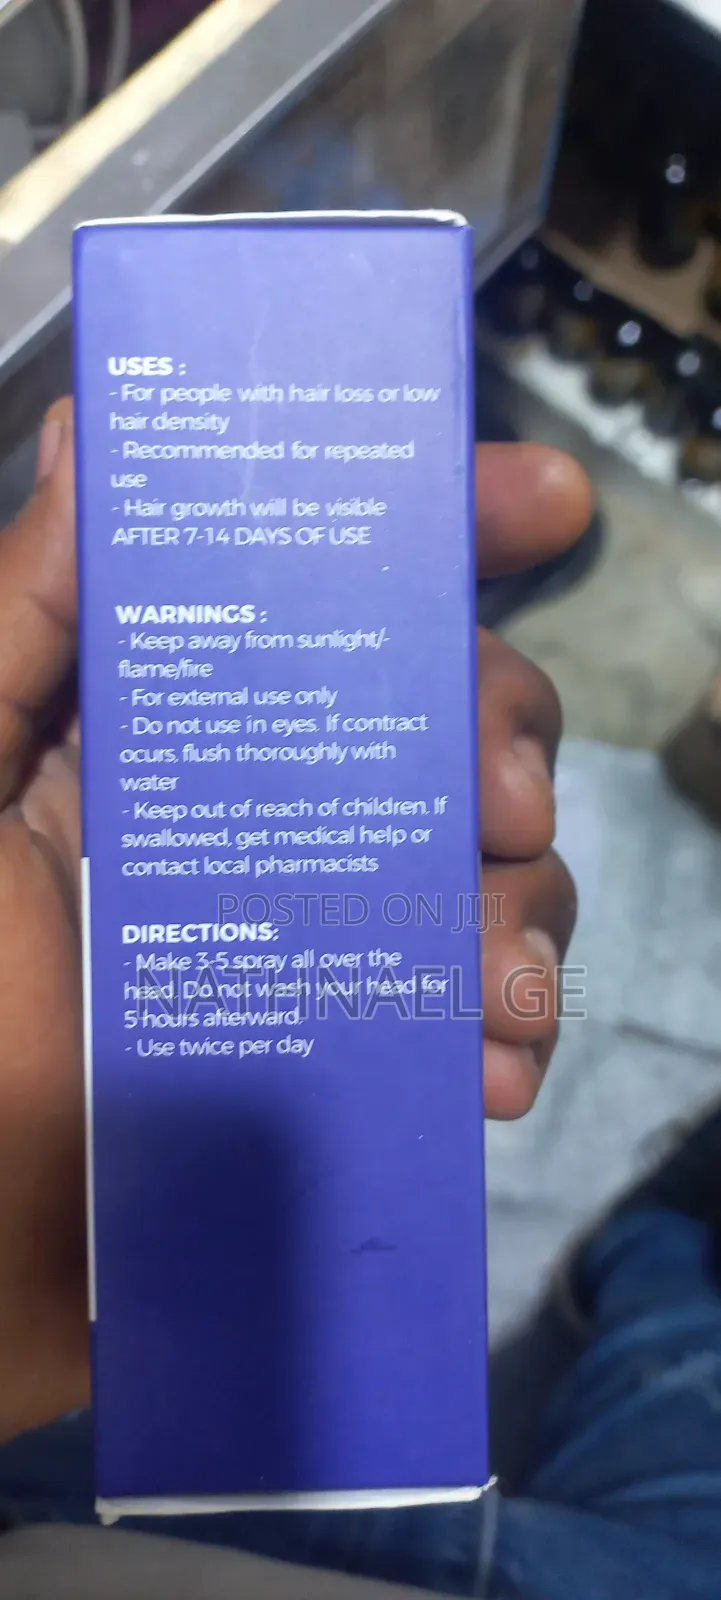 USES :
- For people with hair loss or low
hair density
- Recommended for repeated
use
- Hair growth will be visible
AFTER 7-14 DAYS OF USE
WARNINGS :
- Keep away from sunlight/-
flame/fire
- For external use only
- Do not use in eyes. If contract
ocurs, flush thoroughly with
water
- Keep out of reach of children. If
swallowed, get medical help or
contact local pharmacists
POSTED ON JIJI
DIRECTIONS:
- Make 3-5 spray all over the
head. Do not wash your head for
NATHNAEL GE
5 hours afterward.
- Use twice per day